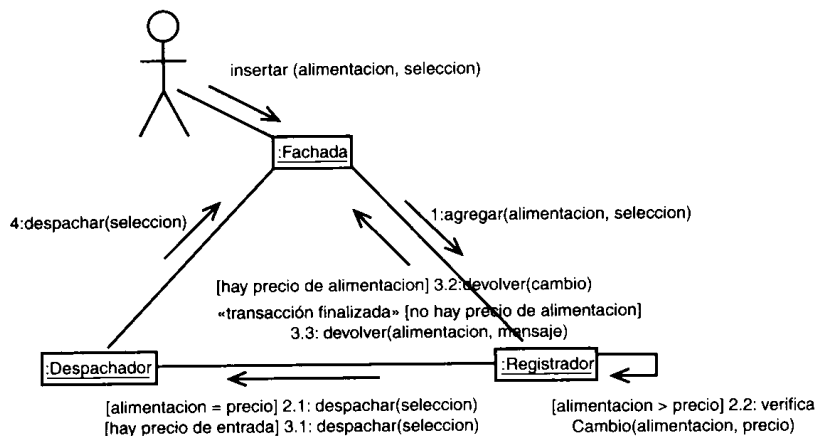 insertar (alimentacion, seleccion)
:Fachada
4:despachar(seleccion)
1:agregar(alimentacion, seleccion)
[hay precio de alimentacion] 3.2:devolver(cambio)
«transacción finalizada» [no hay precio de alimentacion]
3.3: devolver(alimentacion, mensaje)
:Despachador
:Registrador
[alimentacion = precio] 2.1: despachar(seleccion)
[hay precio de entrada] 3.1: despachar(seleccion)
[alimentacion > precio] 2.2: verifica
Cambio(alimentacion, precio)